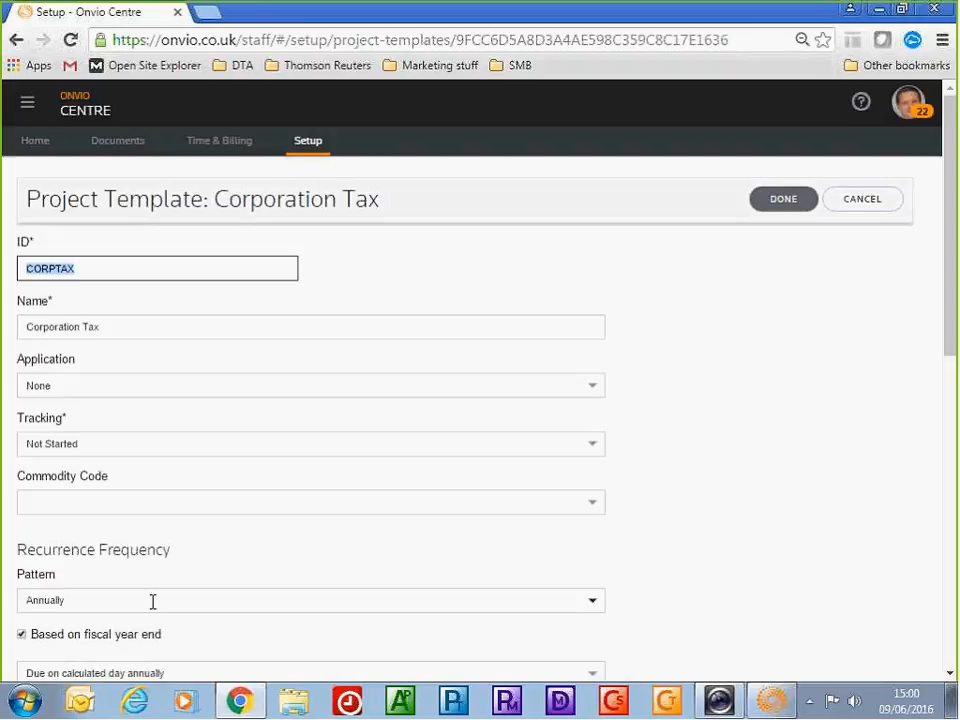 Setup - Onvio Centre
https://onvio.co.uk/staff/#/setup/project-templates/9FCC6D5A8D3A4AE598C359C8C17E1636
Apps
Open Site Explorer
DTA
Thomson Reuters
Marketing stuff
SMB
Other bookmarks
ONVIO
CENTRE
22
Home
Documents
Time & Billing
Setup
Project Template: Corporation Tax
DONE
CANCEL
ID*
CORPTAX
Name*
Corporation Tax
Application
None
Tracking*
Not Started
Commodity Code
Recurrence Frequency
Pattern
Annually
Based on fiscal year end
Due on calculated day annually
15:00
09/06/2016